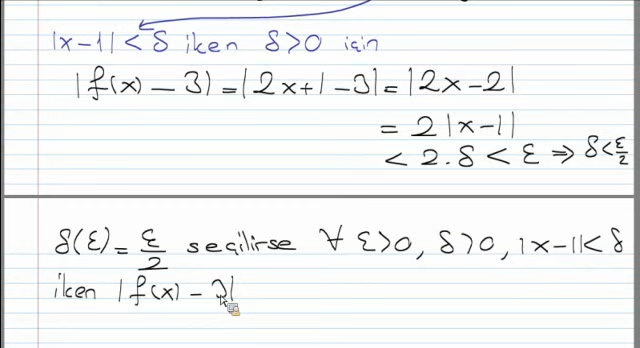 |x-1| < δ iken δ>0 için
|f(x) - 3| = |2x+1-3| = |2x-2|
= 2|x-1|
< 2.δ < ε ⇒ δ < ε/2
δ(ε) = ε/2 seçilirse ∀ ε>0, δ>0, |x-1| < δ
iken |f(x) - 3|